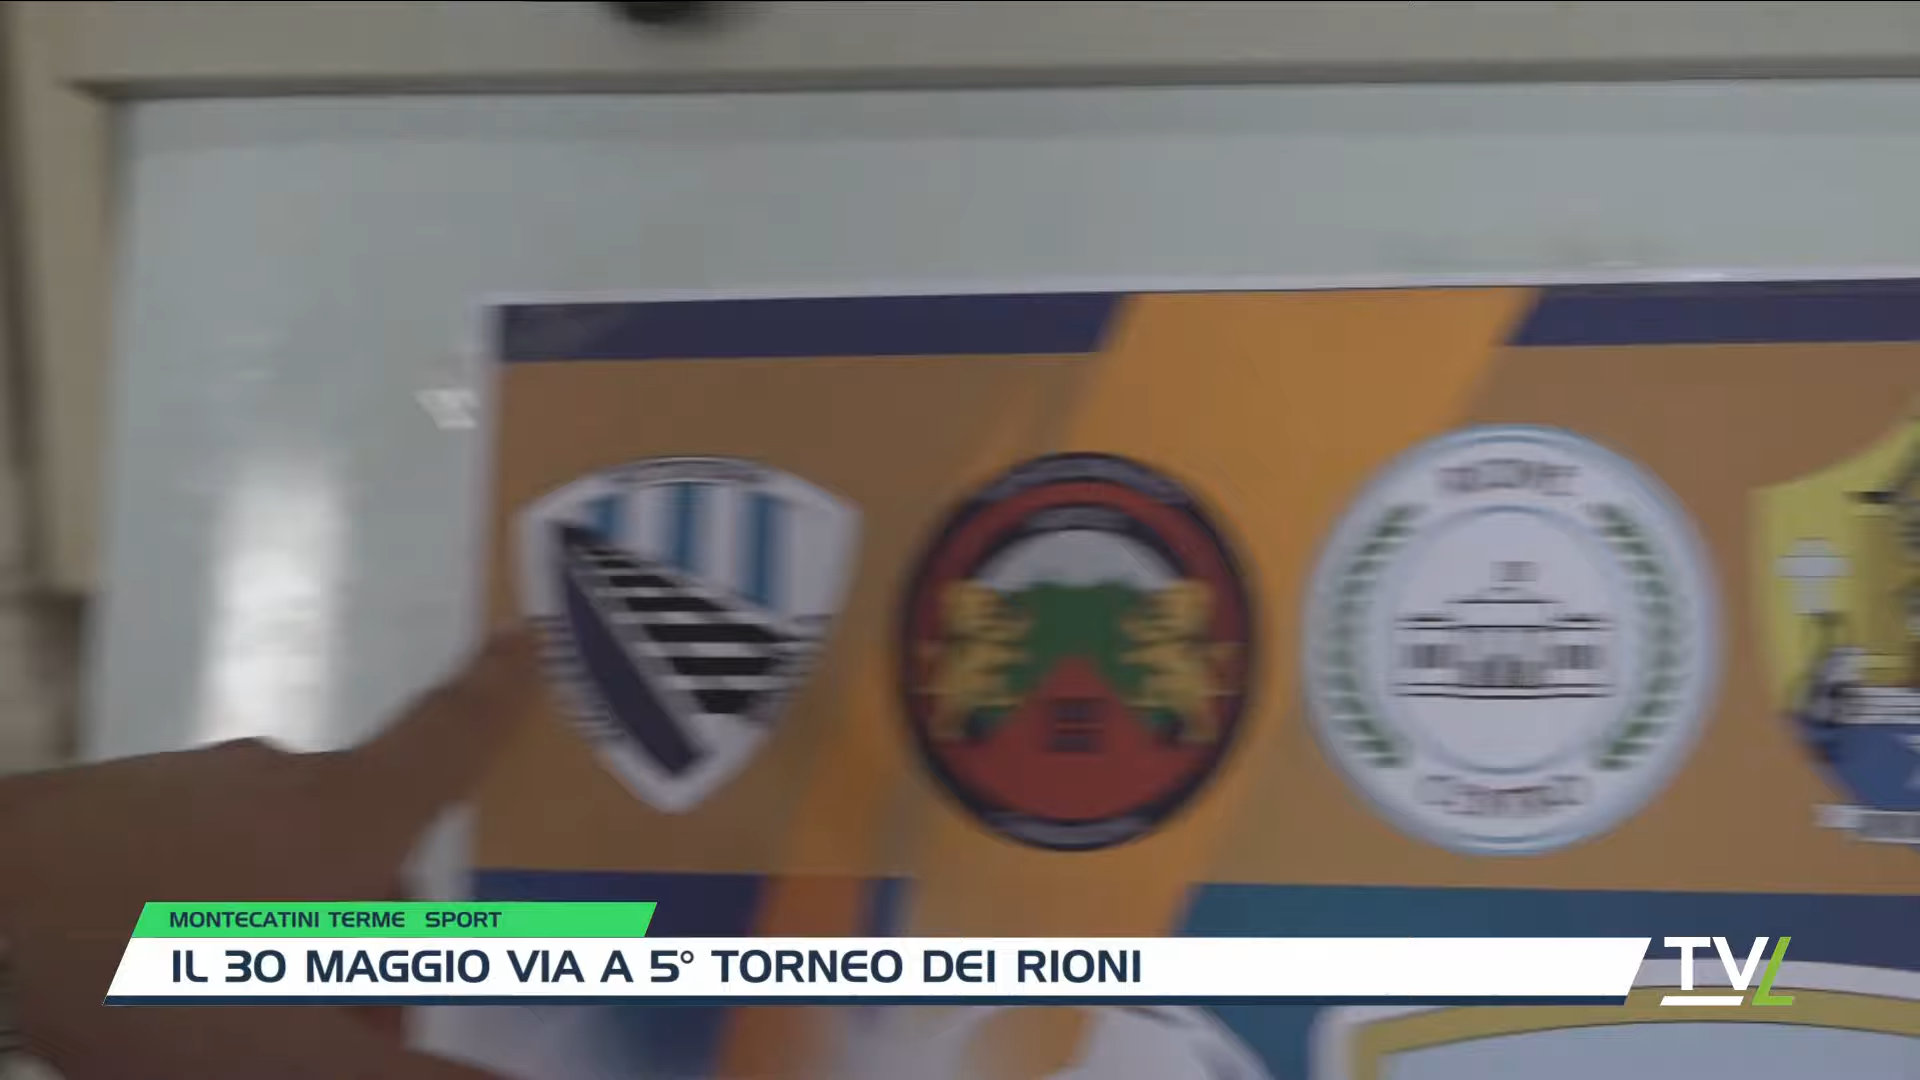 MONTECATINI TERME SPORT
IL 30 MAGGIO VIA A 5° TORNEO DEI RIONI
TVL